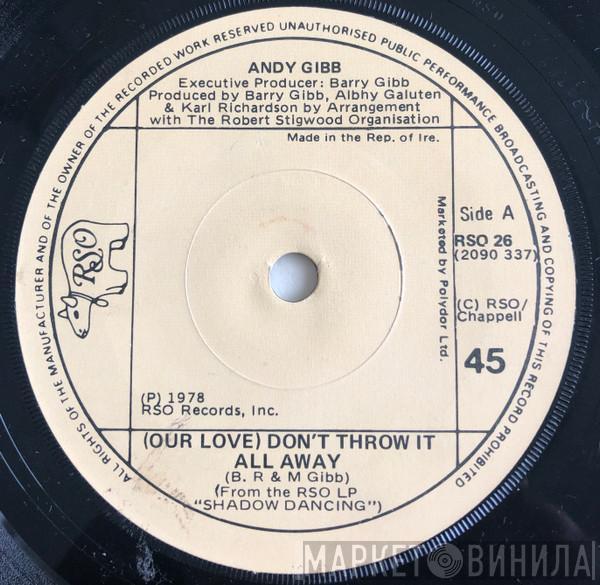 ALL RIGHTS OF THE MANUFACTURER AND OF THE OWNER OF THE RECORDED WORK RESERVED UNAUTHORISED PUBLIC PERFORMANCE BROADCASTING AND COPYING OF THIS RECORD PROHIBITED
ANDY GIBB
Executive Producer: Barry Gibb
Produced by Barry Gibb, Albhy Galuten
& Karl Richardson by Arrangement
with The Robert Stigwood Organisation
Made in the Rep. of Ire.
RSO
Marketed by Polydor Ltd.
Side A
RSO 26
(2090 337)
(C) RSO/
Chappell
45
(P) 1978
RSO Records, Inc.
(OUR LOVE) DON'T THROW IT
ALL AWAY
(B. R & M Gibb)
(From the RSO LP
"SHADOW DANCING")
МАРКЕТ ВИНИЛА